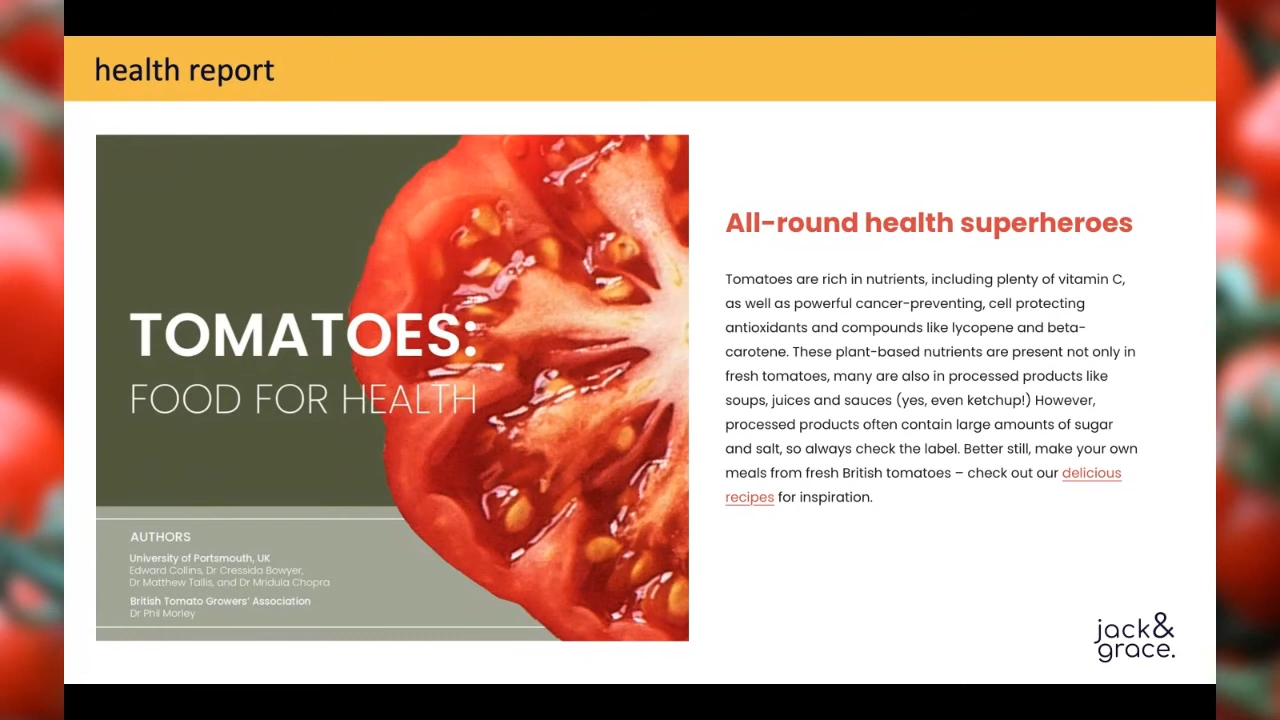 health report
TOMATOES:
FOOD FOR HEALTH
AUTHORS
University of Portsmouth, UK
Edward Collins, Dr Cressida Bowyer,
Dr Matthew Tallis, and Dr Mridula Chopra
British Tomato Growers' Association
Dr Phil Morley
All-round health superheroes
Tomatoes are rich in nutrients, including plenty of vitamin C,
as well as powerful cancer-preventing, cell protecting
antioxidants and compounds like lycopene and beta-
carotene. These plant-based nutrients are present not only in
fresh tomatoes, many are also in processed products like
soups, juices and sauces (yes, even ketchup!) However,
processed products often contain large amounts of sugar
and salt, so always check the label. Better still, make your own
meals from fresh British tomatoes – check out our delicious
recipes for inspiration.
jack&
grace.